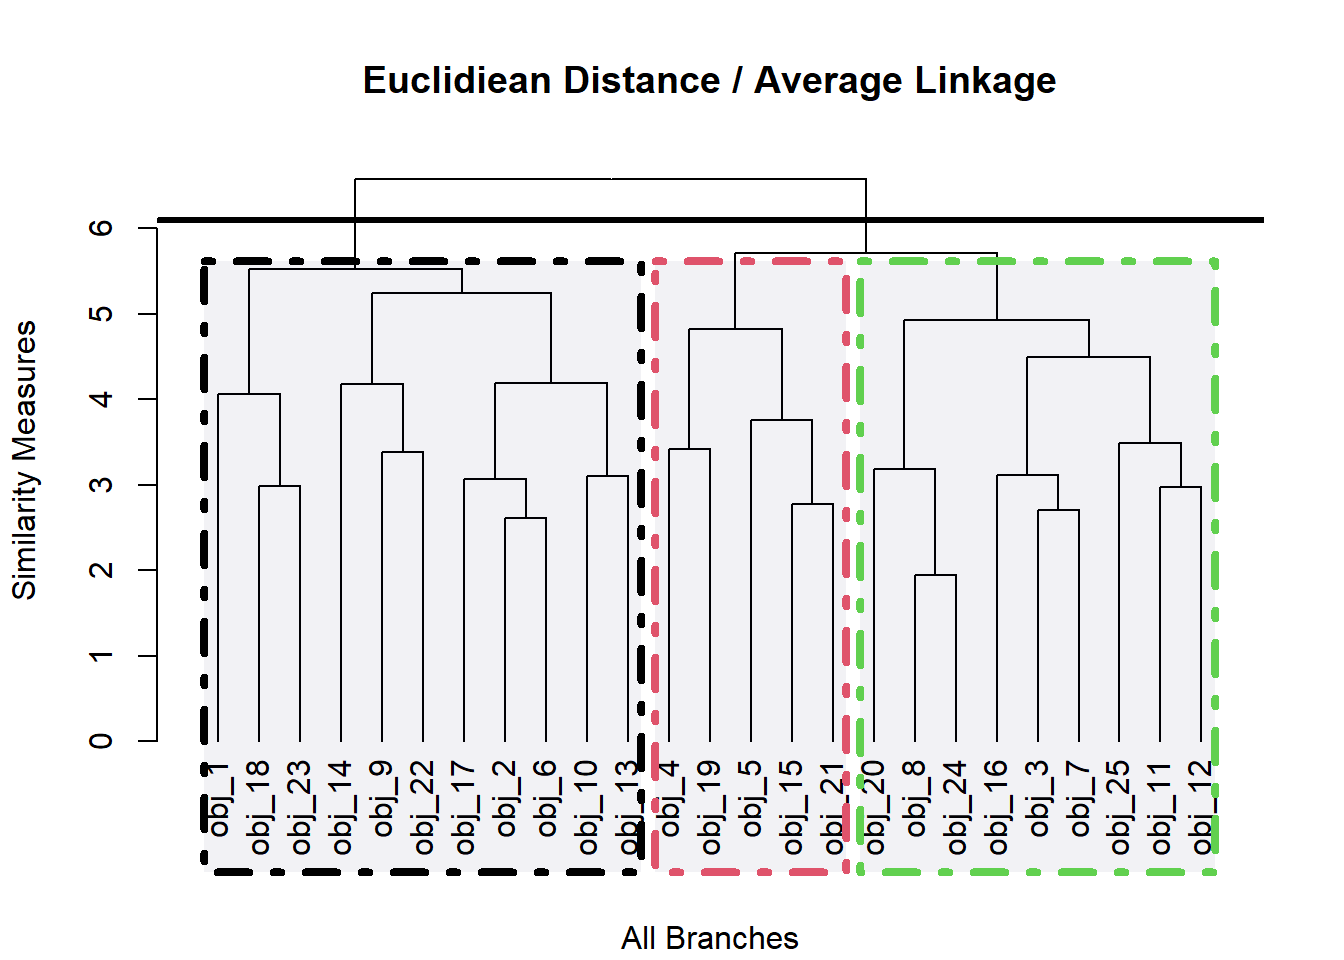 Euclidiean Distance / Average Linkage
Similarity Measures
6
5
4
3
2
1
0
obj_1
obj_18
obj_23
obj_14
obj_9
obj_22
obj_17
obj_2
obj_6
obj_10
obj_13
obj_4
obj_19
obj_5
obj_15
obj_21
obj_20
obj_8
obj_24
obj_16
obj_3
obj_7
obj_25
obj_11
obj_12
All Branches